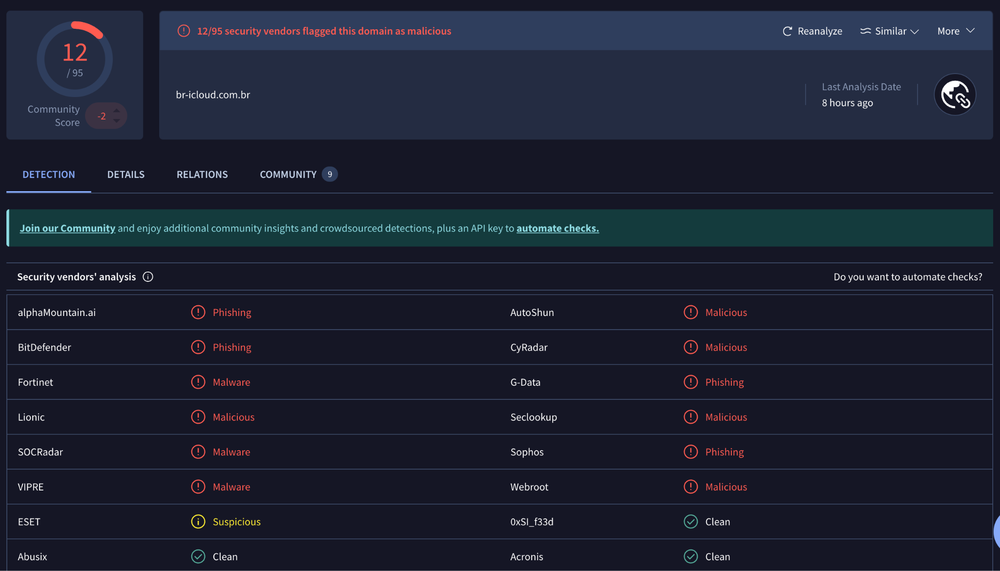 12
/ 95
Community
Score
-2
12/95 security vendors flagged this domain as malicious
Reanalyze
Similar
More
br-icloud.com.br
Last Analysis Date
8 hours ago
DETECTION
DETAILS
RELATIONS
COMMUNITY 9
Join our Community and enjoy additional community insights and crowdsourced detections, plus an API key to automate checks.
Security vendors' analysis
Do you want to automate checks?
alphaMountain.ai Phishing AutoShun Malicious
BitDefender Phishing CyRadar Malicious
Fortinet Malware G-Data Phishing
Lionic Malicious Seclookup Malicious
SOCRadar Malware Sophos Phishing
VIPRE Malware Webroot Malicious
ESET Suspicious 0xSI_f33d Clean
Abusix Clean Acronis Clean